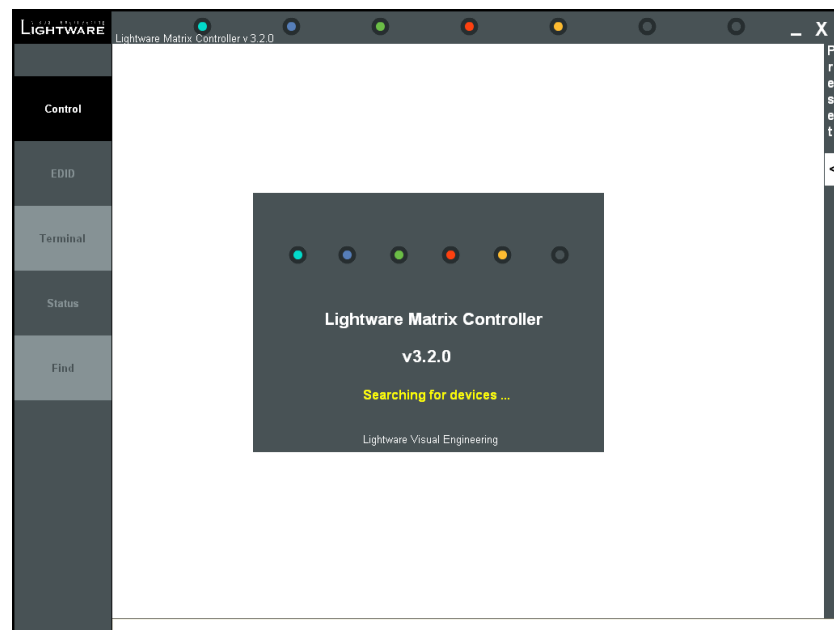 LIGHTWARE
Lightware Matrix Controller v 3.2.0
_ X
Preset
<
Control
EDID
Terminal
Status
Find
Lightware Matrix Controller
v3.2.0
Searching for devices ...
Lightware Visual Engineering